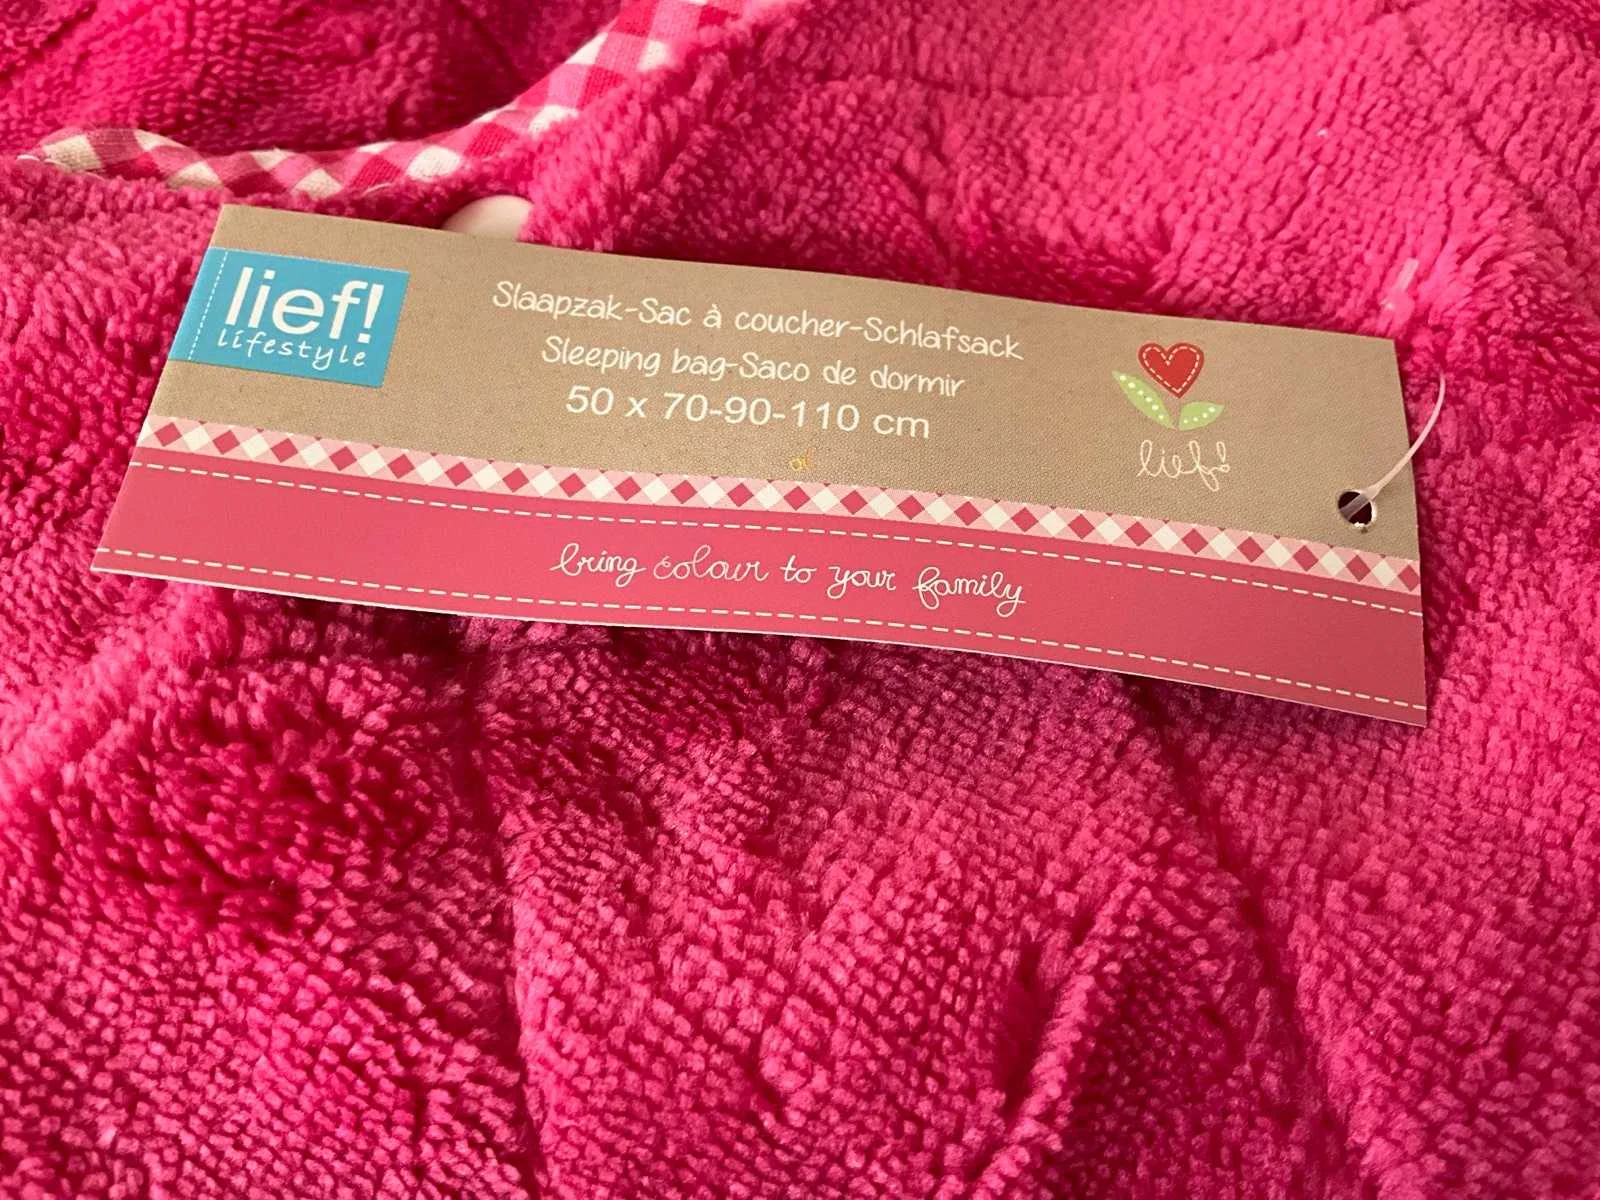 lief!
lifestyle
Slaapzak-Sac à coucher-Schlafsack
Sleeping bag-Saco de dormir
50 x 70-90-110 cm
lief!
bring colour to your family